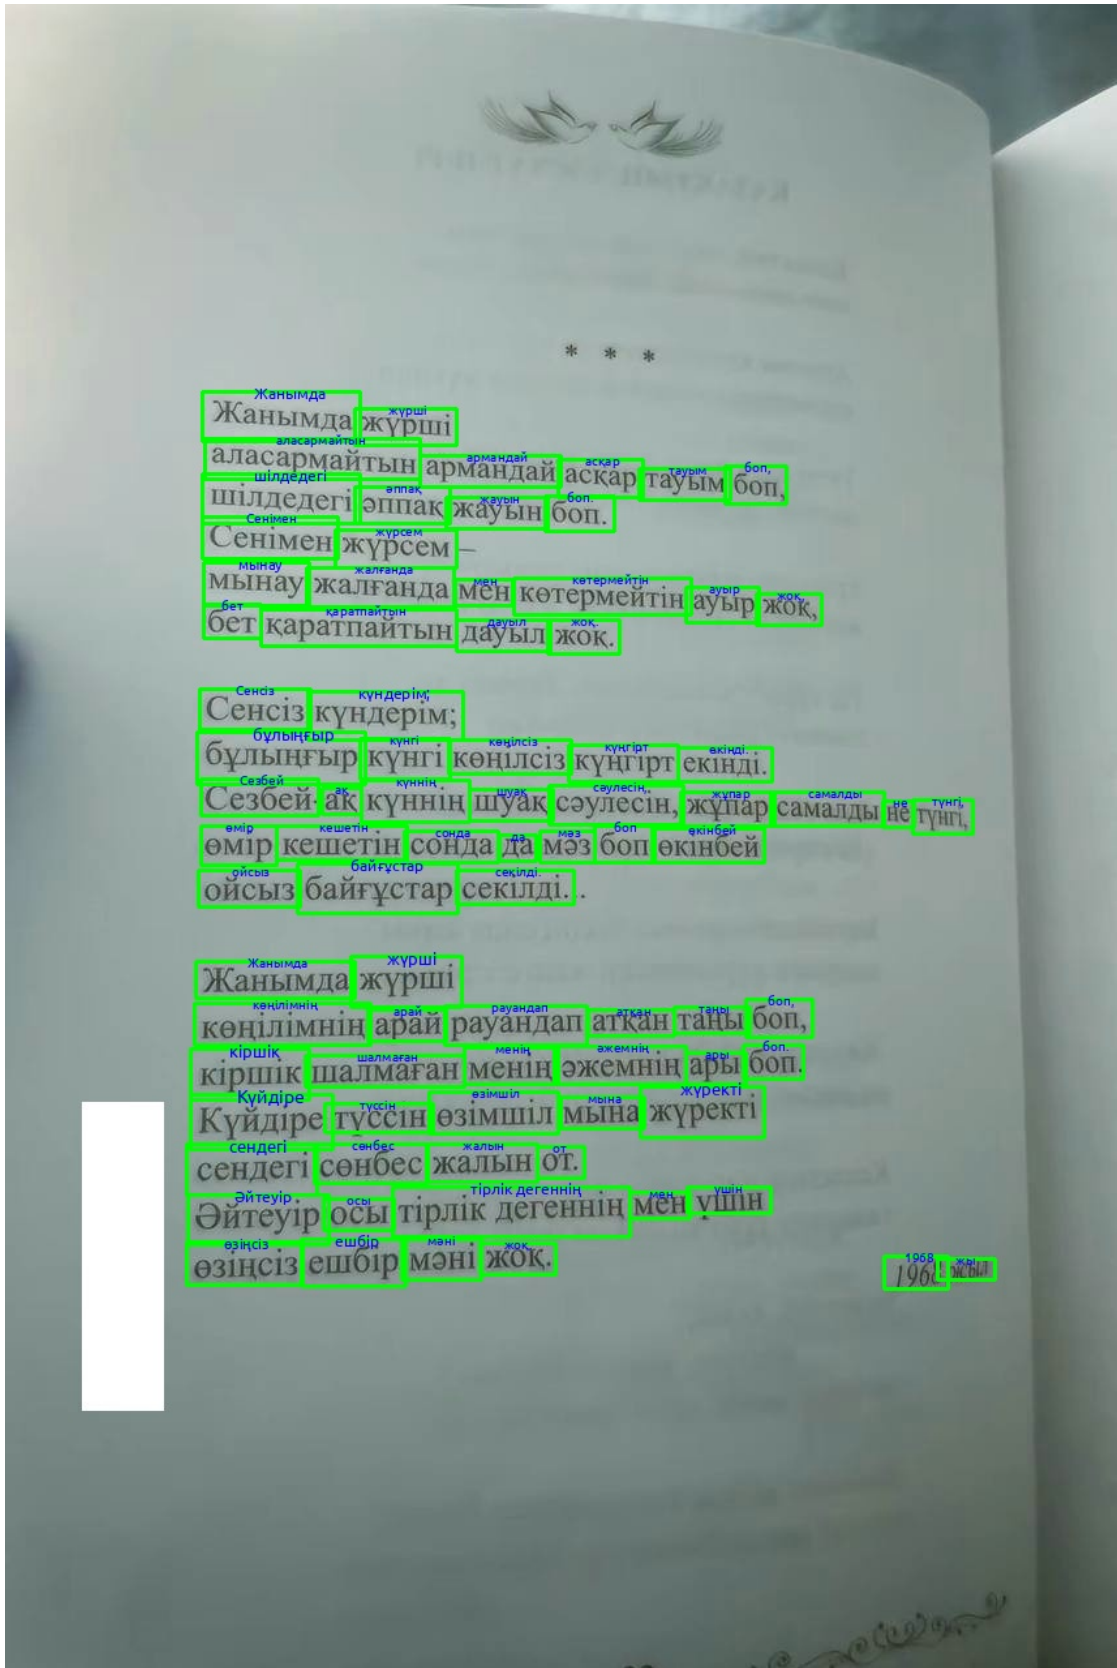 * * *
Жанымда жүрші
аласармайтын армандай асқар тауым боп,
шілдедегі әппақ жауын боп.
Сенімен жүрсем –
мынау жалғанда мен көтермейтін ауыр жоқ,
бет қаратпайтын дауыл жоқ.
Сенсіз күндерім;
бұлыңғыр күнгі көңілсіз күңгірт екінді.
Сезбей-ақ күннің шуақ сәулесін, жұпар самалды не түнгі,
өмір кешетін сонда да мәз боп өкінбей
ойсыз байғұстар секілді...
Жанымда жүрші
көңілімнің арай рауандап атқан таңы боп,
кіршік шалмаған менің әжемнің ары боп.
Күйдіре түссін өзімшіл мына жүректі
сендегі сөнбес жалын от.
Әйтеуір осы тірлік дегеннің мен үшін
өзіңсіз ешбір мәні жоқ.
1968 жыл